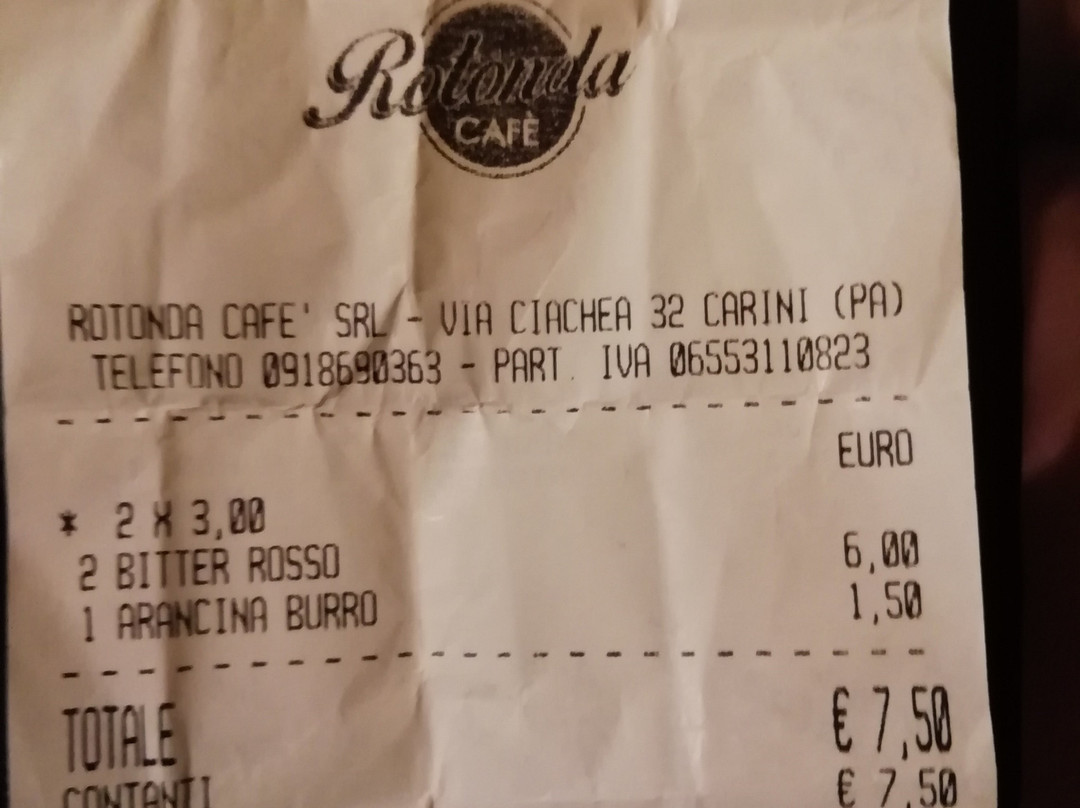 Rotonda
CAFÈ
ROTONDA CAFE' SRL - VIA CIACHEA 32 CARINI (PA)
TELEFONO 0918690363 - PART. IVA 06553110823
EURO
* 2 X 3,00
2 BITTER ROSSO 6,00
1 ARANCINA BURRO 1,50
TOTALE € 7,50
CONTANTI € 7,50